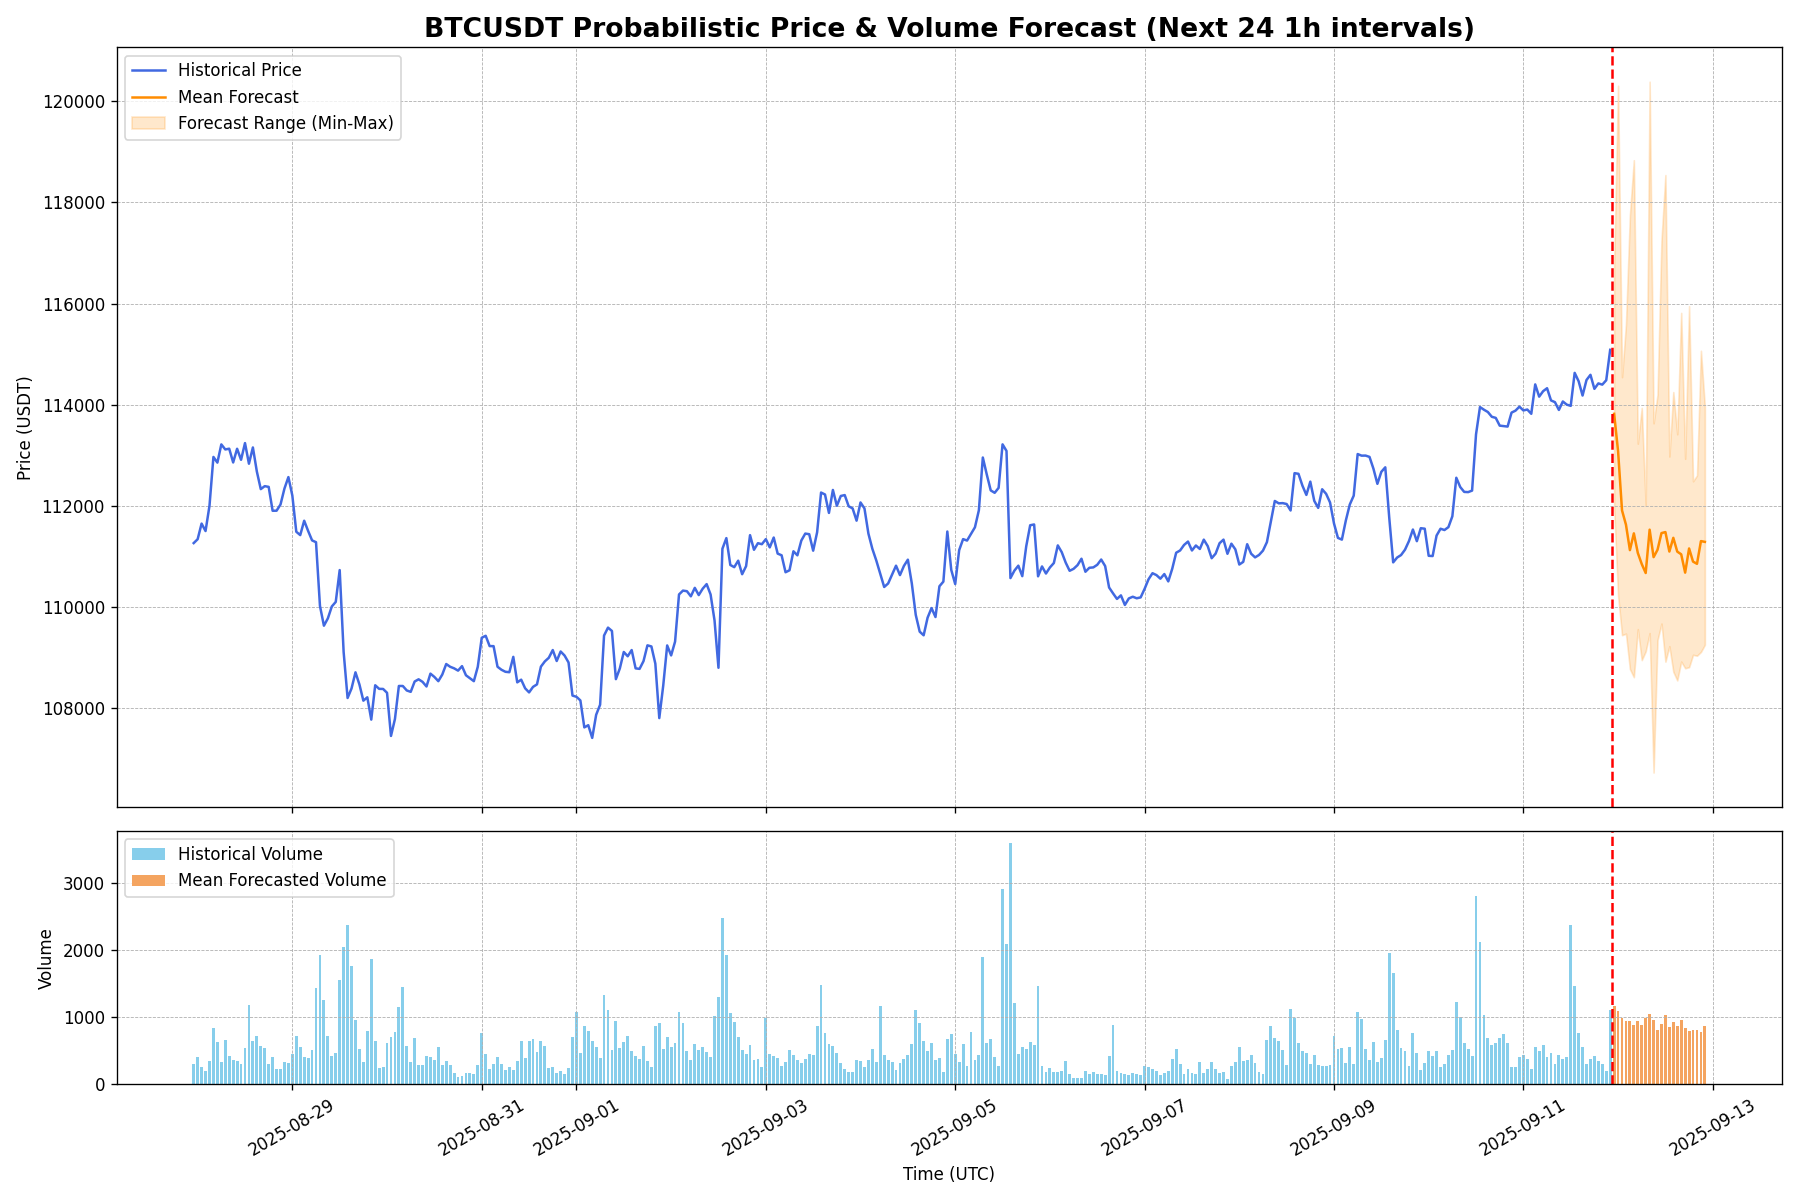 BTCUSDT Probabilistic Price & Volume Forecast (Next 24 1h intervals)
Historical Price
Mean Forecast
Forecast Range (Min-Max)
Price (USDT)
120000
118000
116000
114000
112000
110000
108000
Historical Volume
Mean Forecasted Volume
Volume
3000
2000
1000
0
2025-08-29
2025-08-31
2025-09-01
2025-09-03
2025-09-05
2025-09-07
2025-09-09
2025-09-11
2025-09-13
Time (UTC)